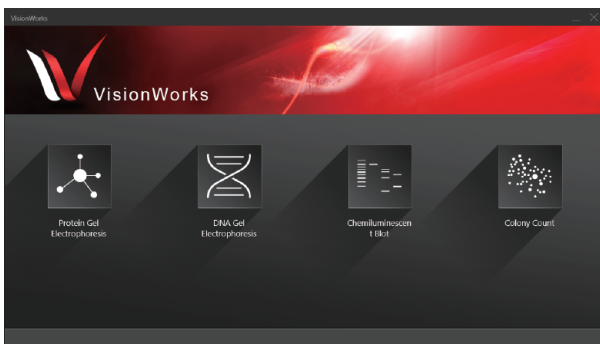 VisionWorks
VisionWorks
Protein Gel
Electrophoresis
DNA Gel
Electrophoresis
Chemiluminescen
t Blot
Colony Count